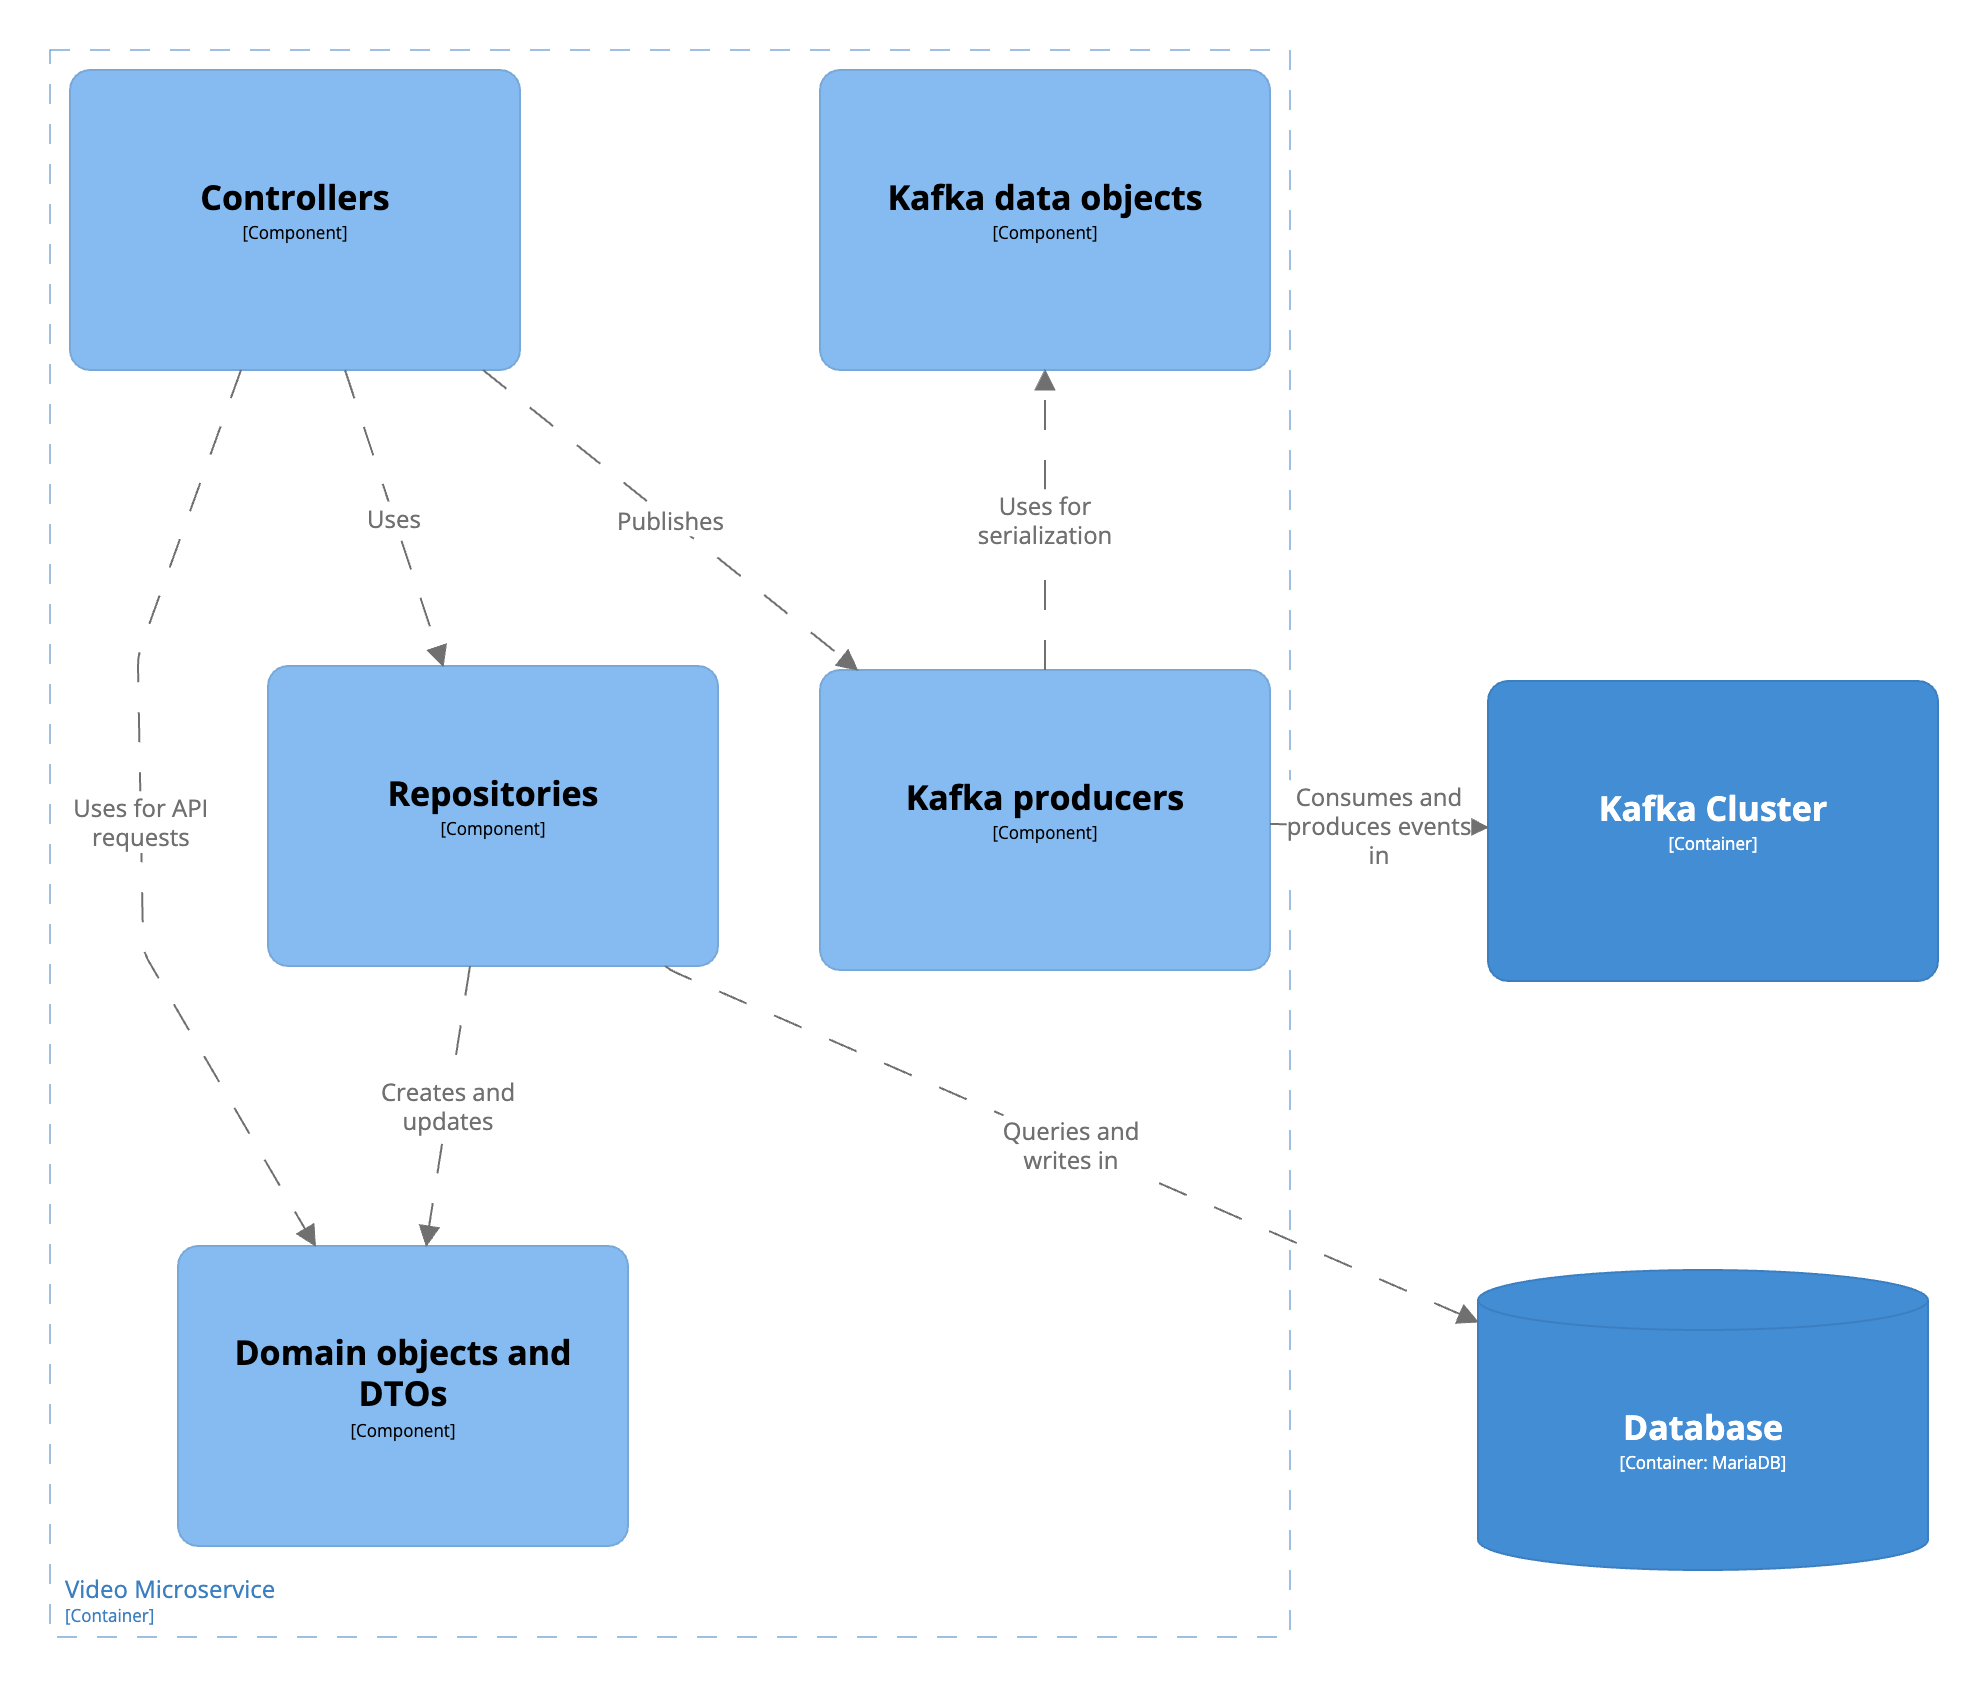 Controllers
[Component]
Kafka data objects
[Component]
Uses
Publishes
Uses for
serialization
Uses for API
requests
Repositories
[Component]
Kafka producers
[Component]
Consumes and
produces events
in
Kafka Cluster
[Container]
Creates and
updates
Queries and
writes in
Domain objects and
DTOs
[Component]
Database
[Container: MariaDB]
Video Microservice
[Container]